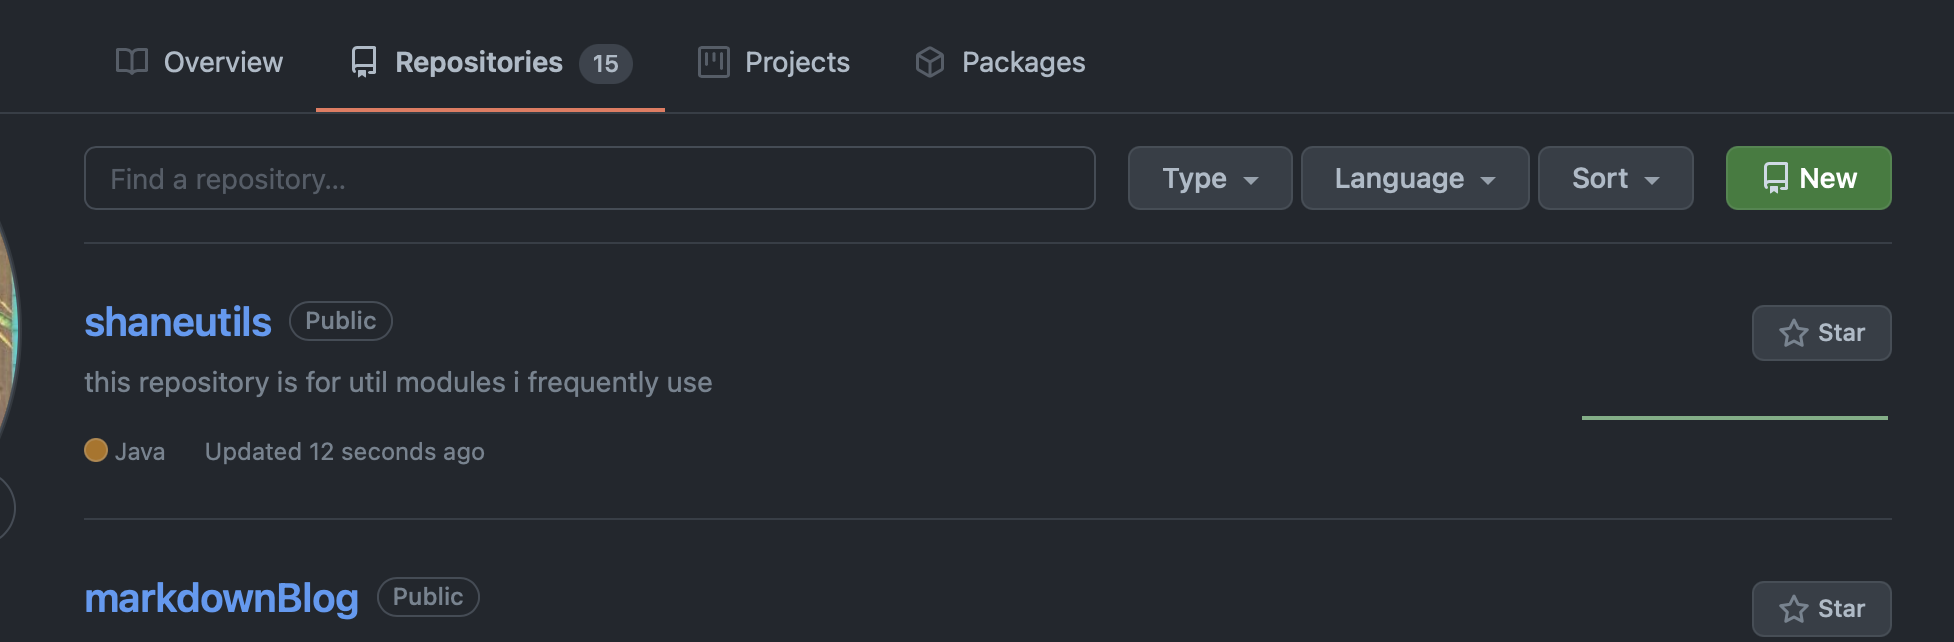 Overview Repositories 15 Projects Packages
Find a repository... Type Language Sort New
shaneutils Public Star
this repository is for util modules i frequently use
Java Updated 12 seconds ago
markdownBlog Public Star